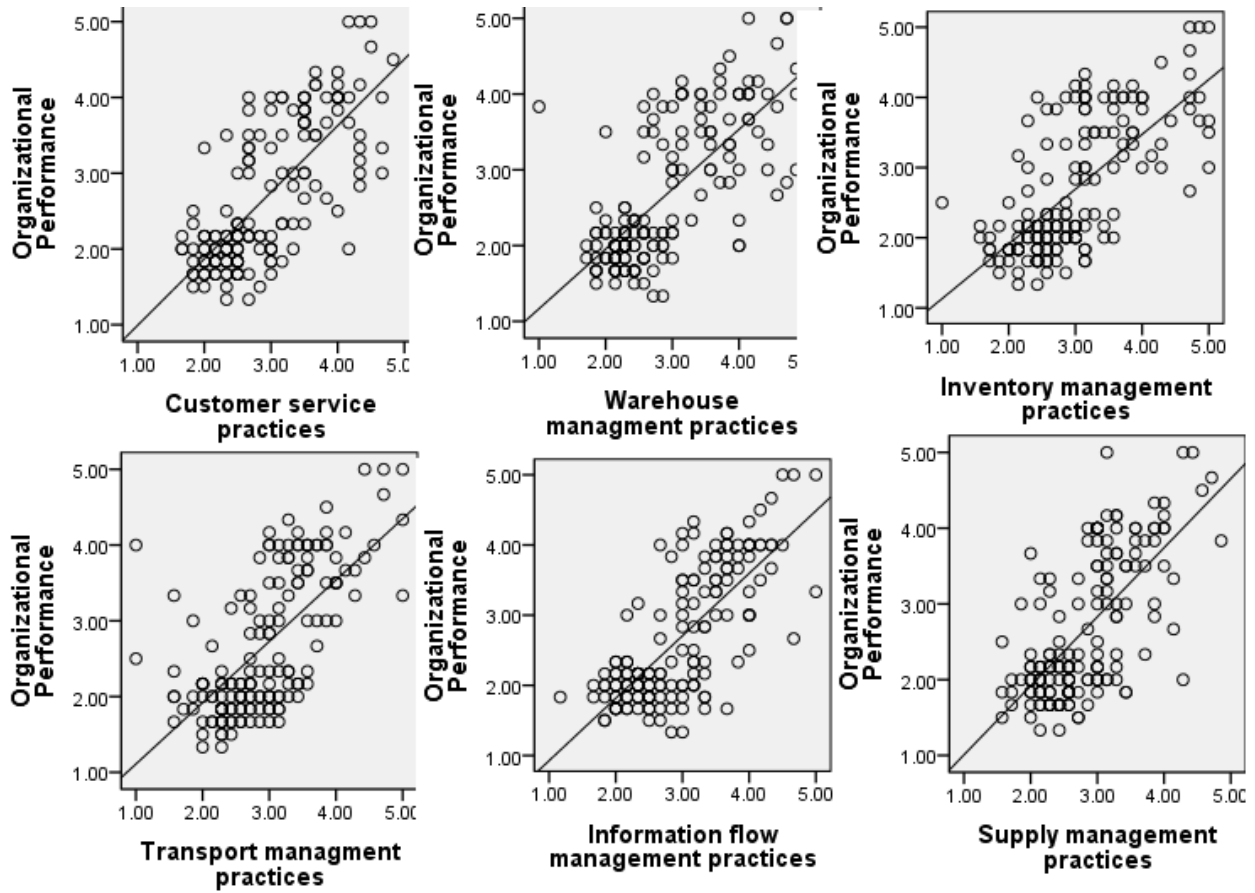 5.00
4.00
3.00
2.00
1.00
Organizational
Performance
1.00 2.00 3.00 4.00 5.0
Customer service
practices
5.00
4.00
3.00
2.00
1.00
Organizational
Performance
1.00 2.00 3.00 4.00 5.
Warehouse
managment practices
5.00
4.00
3.00
2.00
1.00
Organizational
Performance
1.00 2.00 3.00 4.00 5.00
Inventory management
practices
5.00
4.00
3.00
2.00
1.00
Organizational
Performance
1.00 2.00 3.00 4.00 5.00
Transport managment
practices
5.00
4.00
3.00
2.00
1.00
Organizational
Performance
1.00 2.00 3.00 4.00 5.00
Information flow
management practices
5.00
4.00
3.00
2.00
1.00
Organizational
Performance
1.00 2.00 3.00 4.00 5.0
Supply management
practices